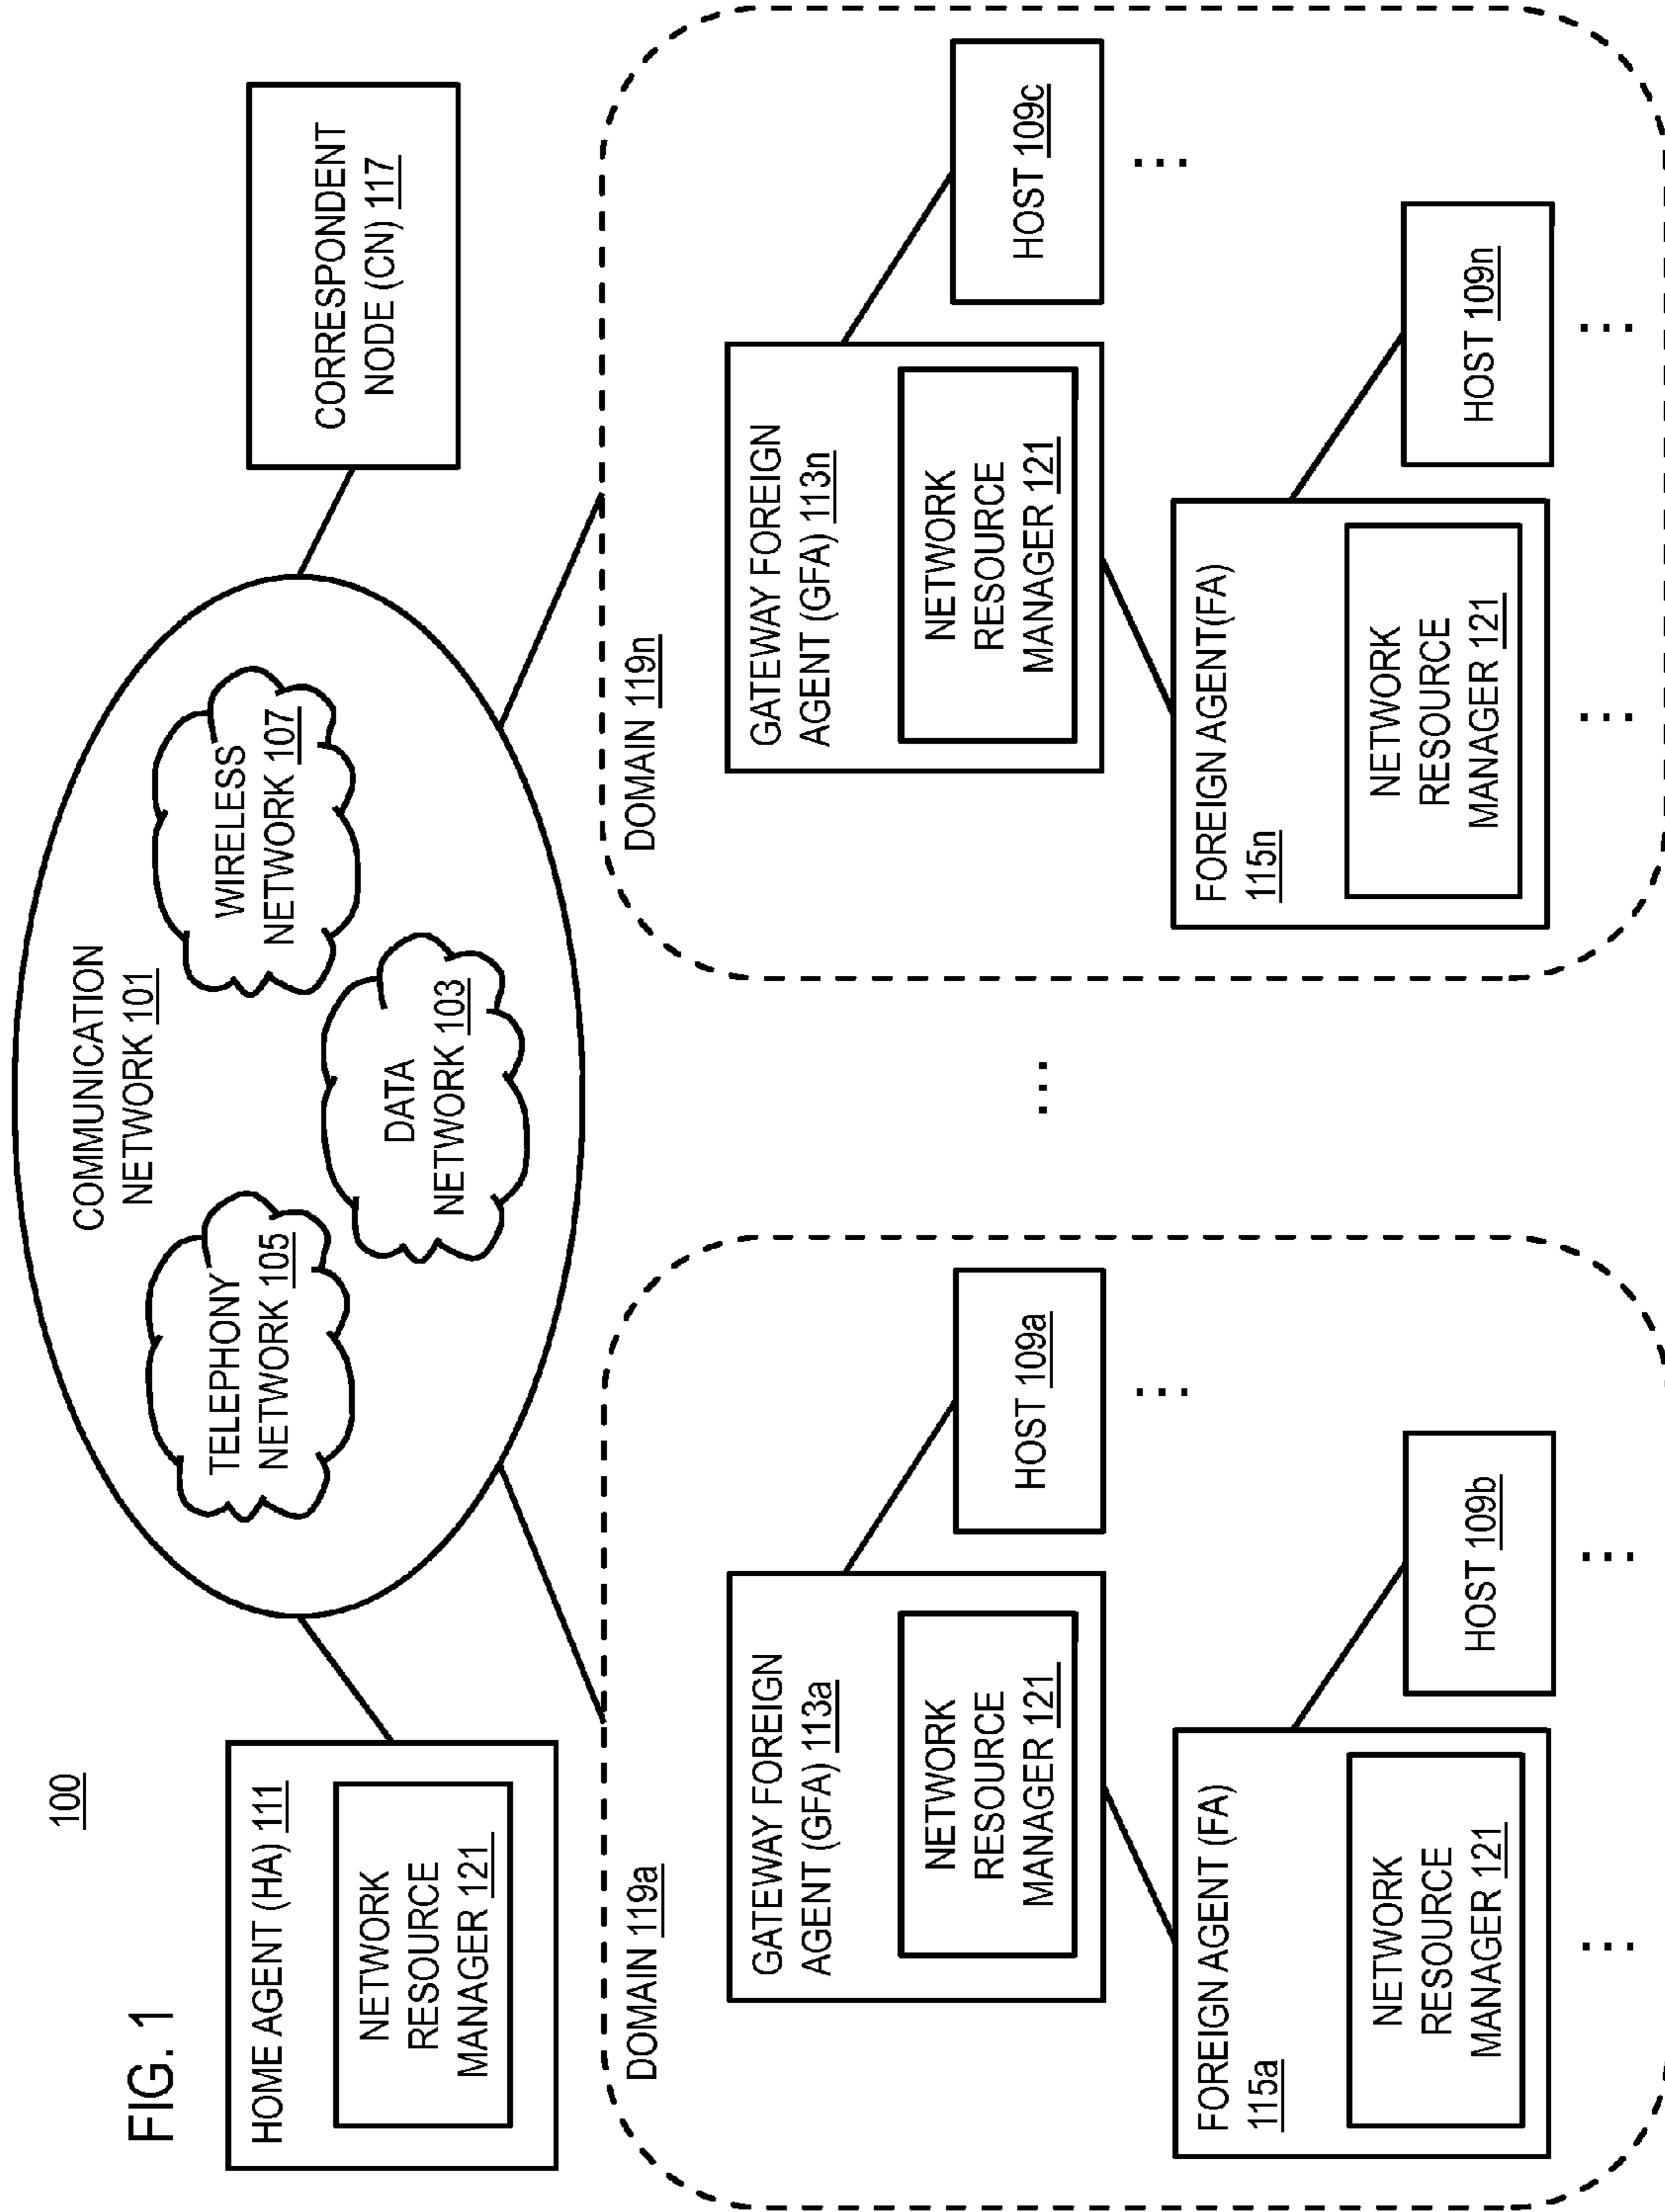 FIG. 1
100
COMMUNICATION
NETWORK 101
TELEPHONY
NETWORK 105
WIRELESS
NETWORK 107
DATA
NETWORK 103
HOME AGENT (HA) 111
NETWORK
RESOURCE
MANAGER 121
CORRESPONDENT
NODE (CN) 117
DOMAIN 119a
GATEWAY FOREIGN
AGENT (GFA) 113a
NETWORK
RESOURCE
MANAGER 121
HOST 109a
...
FOREIGN AGENT (FA)
115a
NETWORK
RESOURCE
MANAGER 121
HOST 109b
...
...
...
DOMAIN 119n
GATEWAY FOREIGN
AGENT (GFA) 113n
NETWORK
RESOURCE
MANAGER 121
HOST 109c
...
FOREIGN AGENT(FA)
115n
NETWORK
RESOURCE
MANAGER 121
HOST 109n
...
...